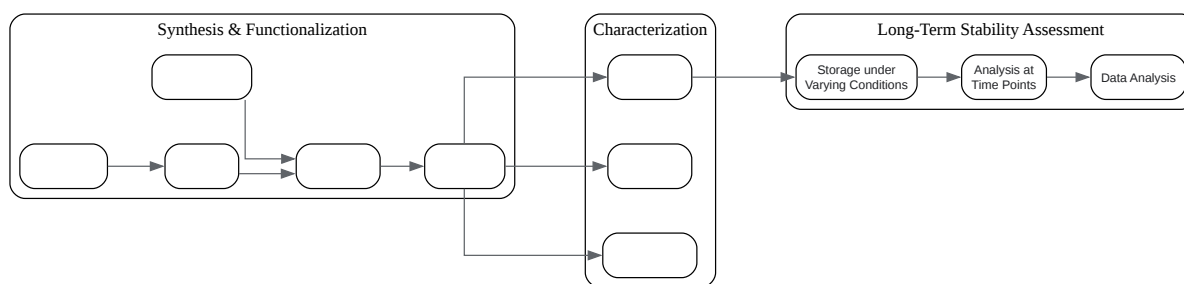 Synthesis & Functionalization
Characterization
Long-Term Stability Assessment
Storage under
Varying Conditions
Analysis at
Time Points
Data Analysis